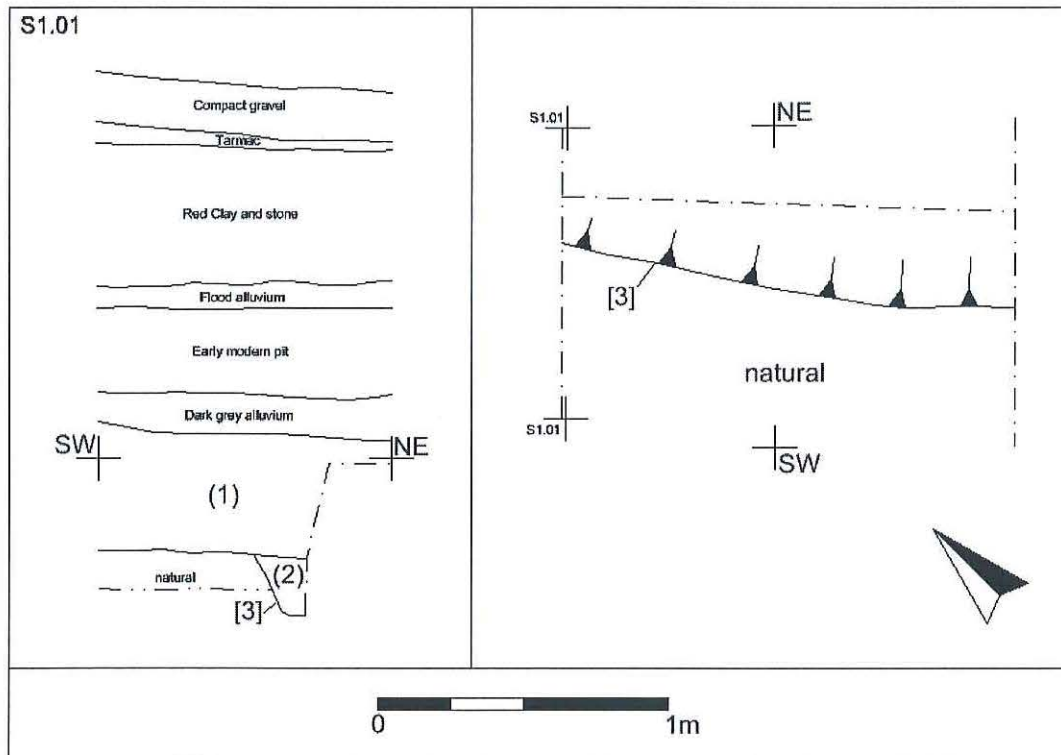 S1.01
Compact gravel
Tarmac
Red Clay and stone
Flood alluvium
Early modern pit
Dark grey alluvium
SW
NE
(1)
natural
(2)
[3]
S1.01
NE
[3]
natural
S1.01
SW
0
1m